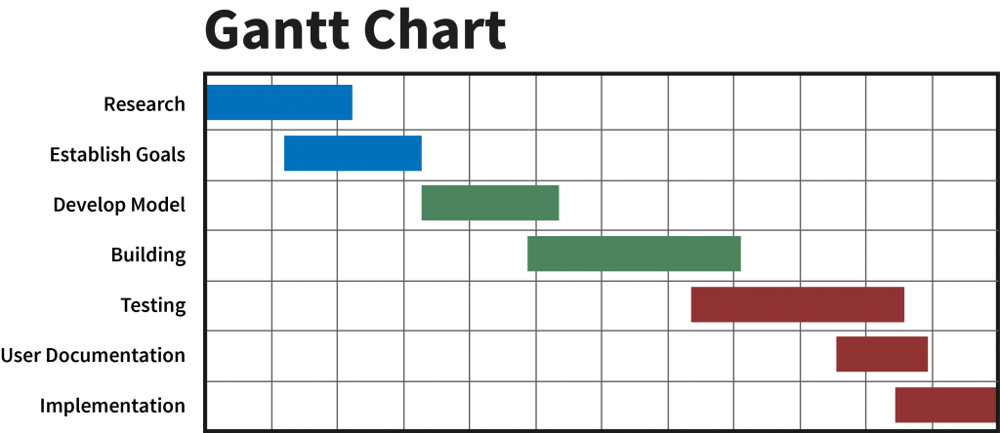 Gantt Chart
Research
Establish Goals
Develop Model
Building
Testing
User Documentation
Implementation